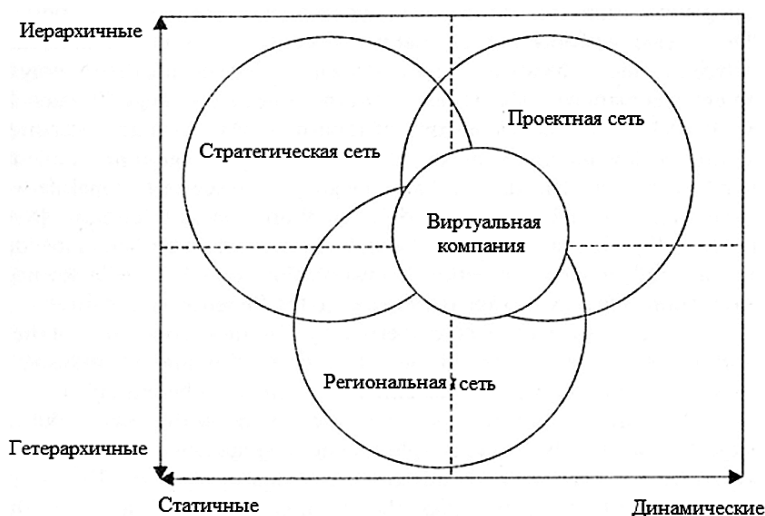 Иерархичные
Проектная сеть
Стратегическая сеть
Виртуальная
компания
Региональная сеть
Гетерархичные
Статичные
Динамические